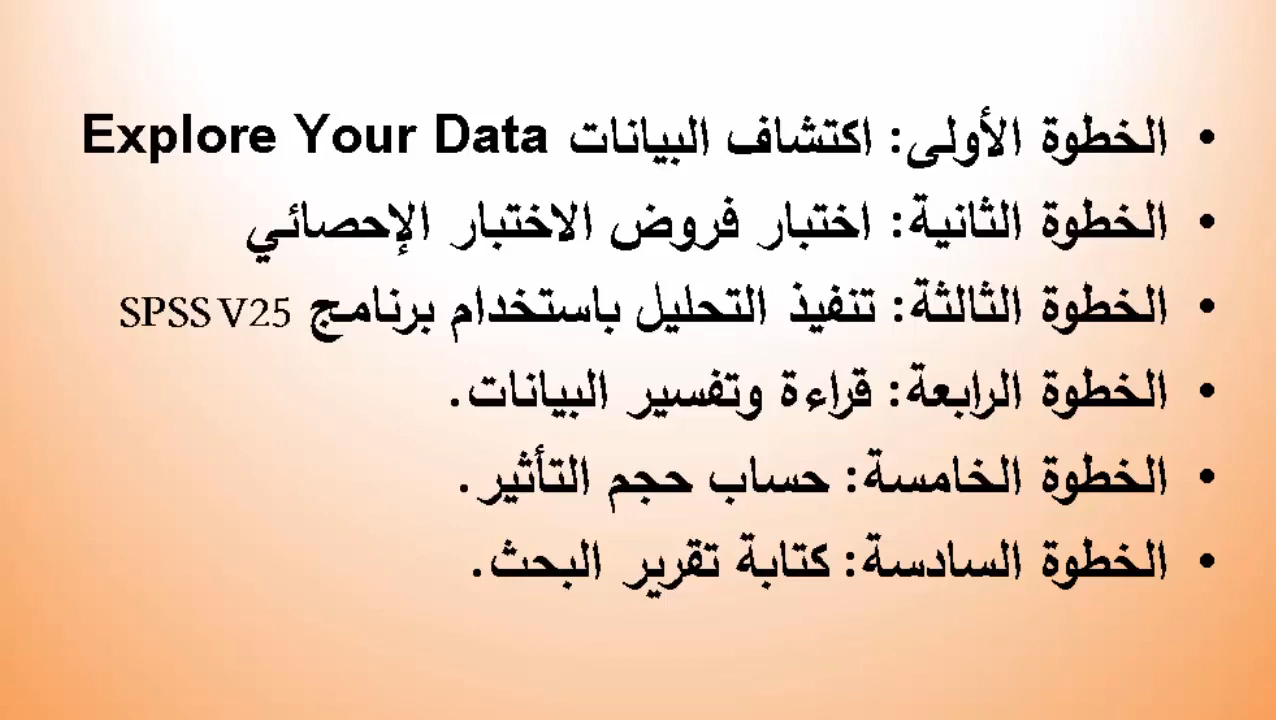 • الخطوة الأولى: اكتشاف البيانات Explore Your Data
• الخطوة الثانية: اختبار فروض الاختبار الإحصائي
• الخطوة الثالثة: تنفيذ التحليل باستخدام برنامج SPSS V25
• الخطوة الرابعة: قراءة وتفسير البيانات.
• الخطوة الخامسة: حساب حجم التأثير.
• الخطوة السادسة: كتابة تقرير البحث.